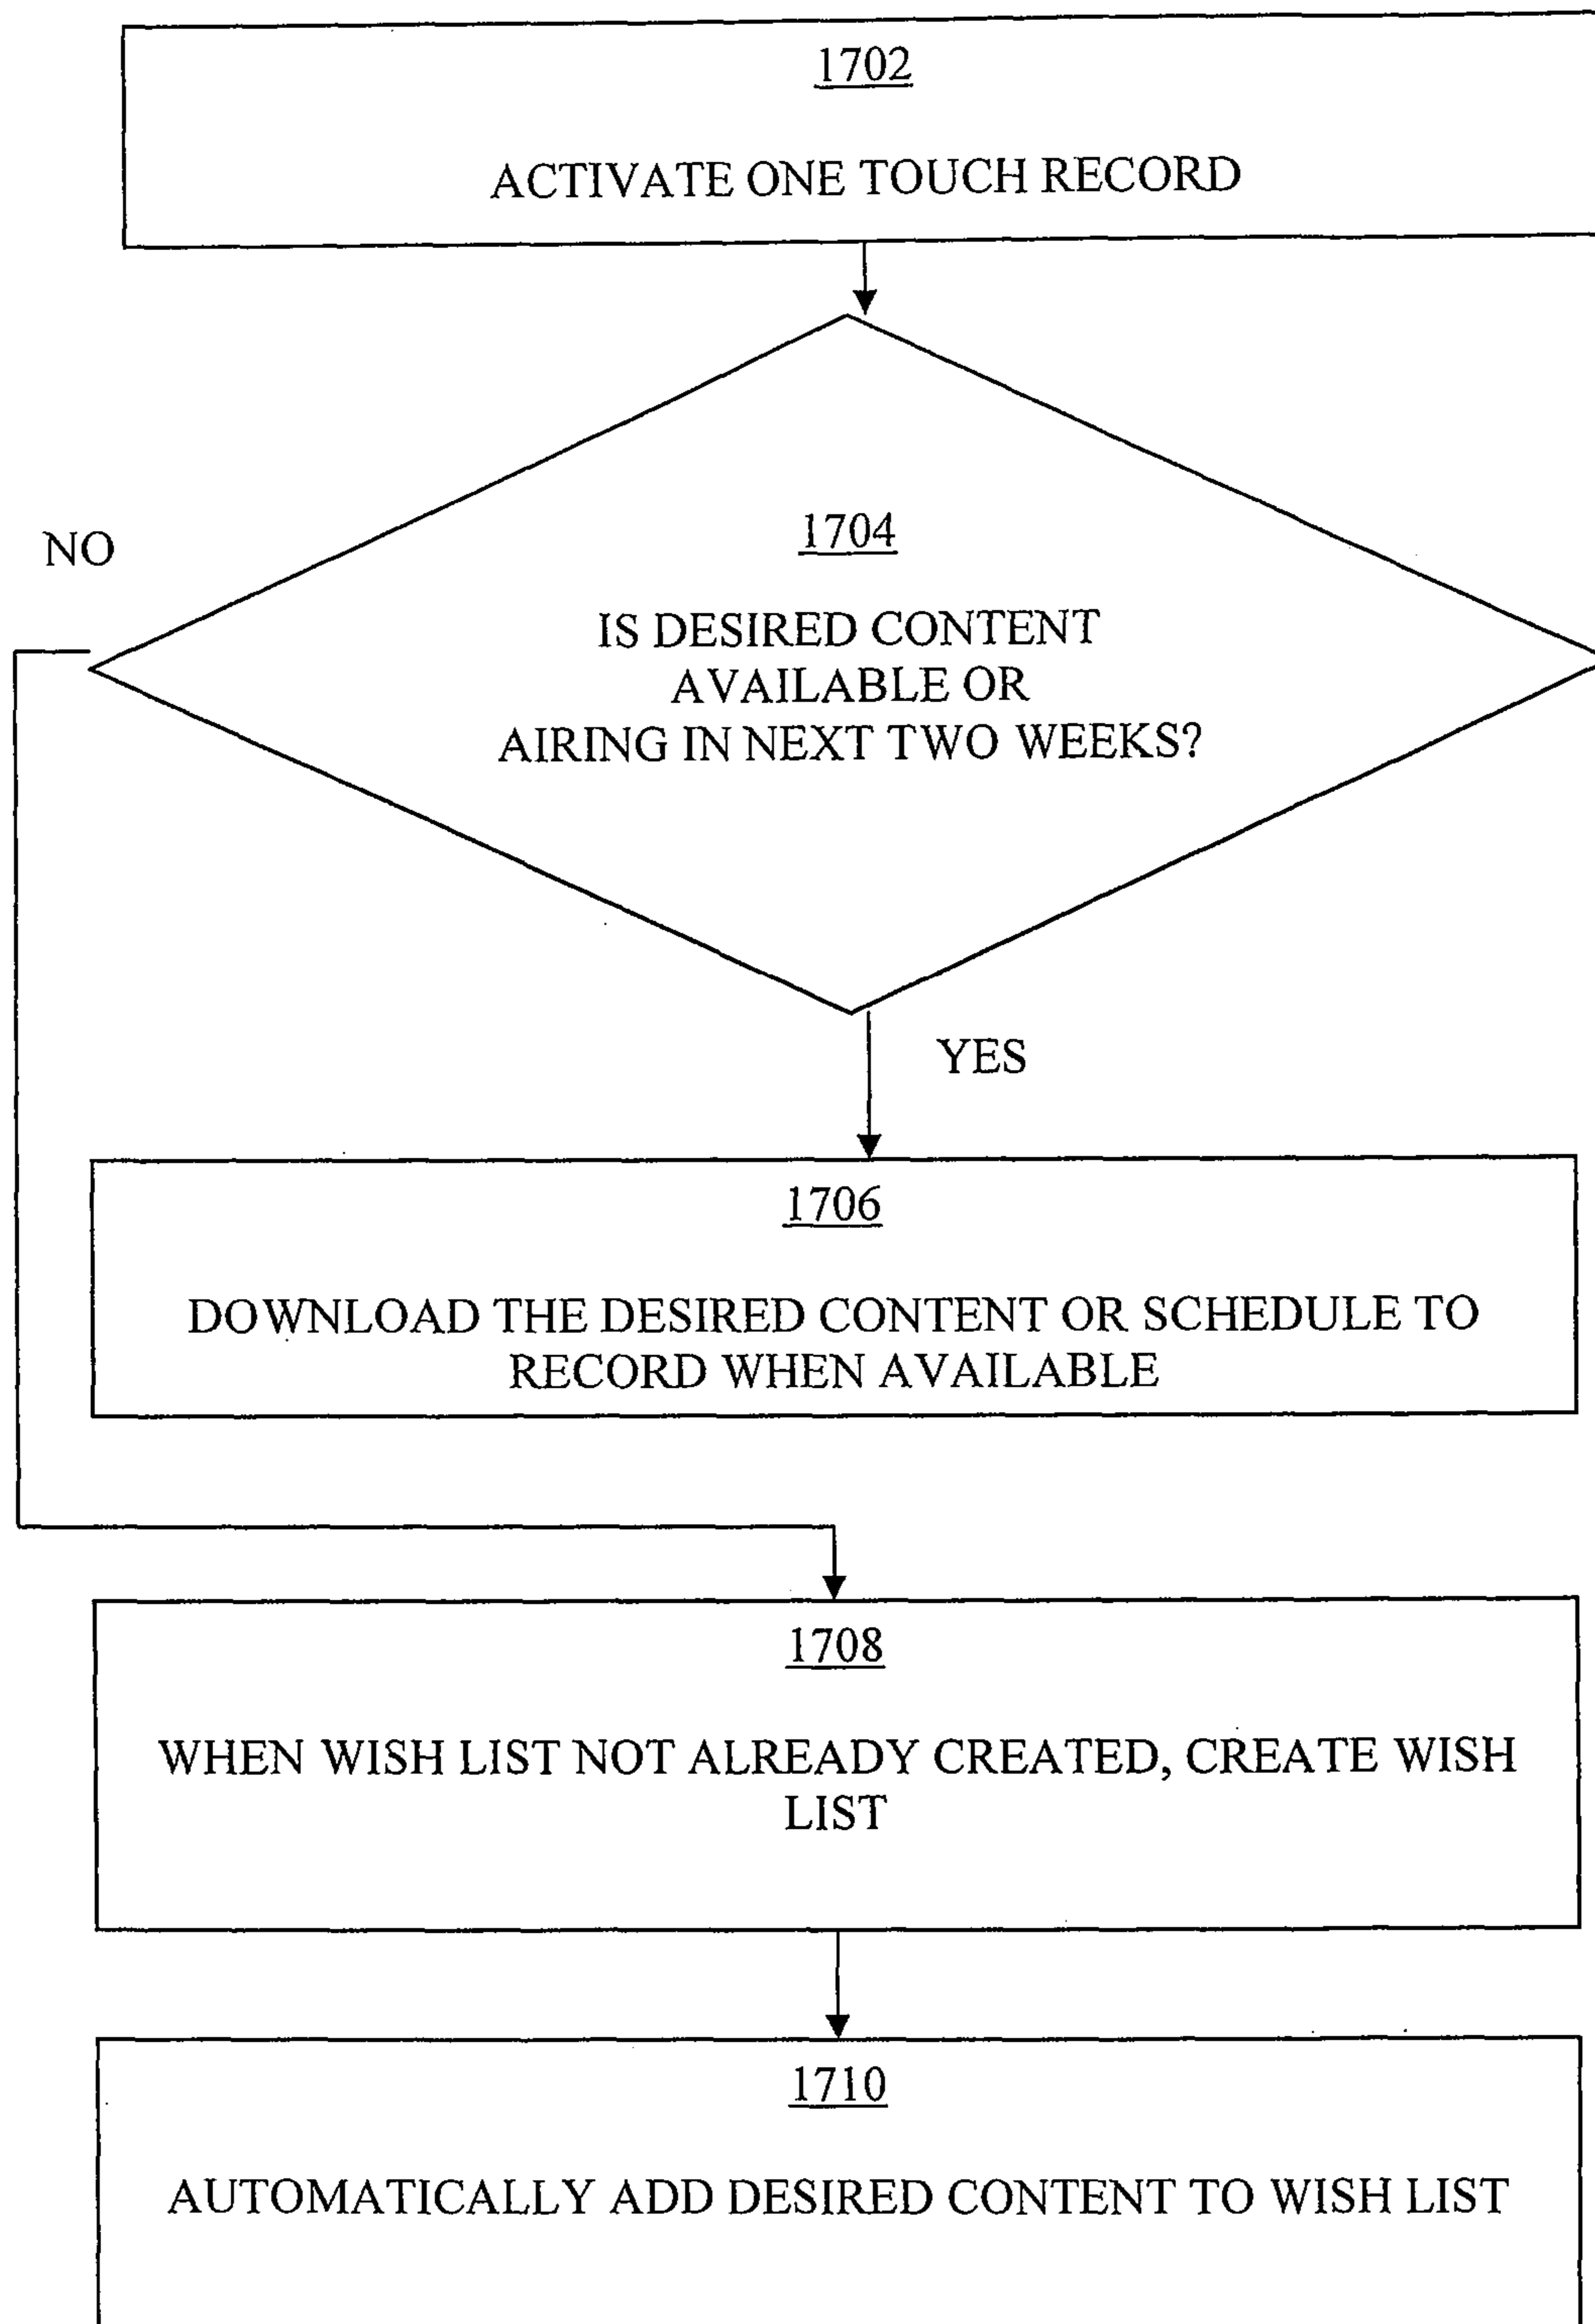 1702
ACTIVATE ONE TOUCH RECORD
NO
1704
IS DESIRED CONTENT
AVAILABLE OR
AIRING IN NEXT TWO WEEKS?
YES
1706
DOWNLOAD THE DESIRED CONTENT OR SCHEDULE TO
RECORD WHEN AVAILABLE
1708
WHEN WISH LIST NOT ALREADY CREATED, CREATE WISH
LIST
1710
AUTOMATICALLY ADD DESIRED CONTENT TO WISH LIST